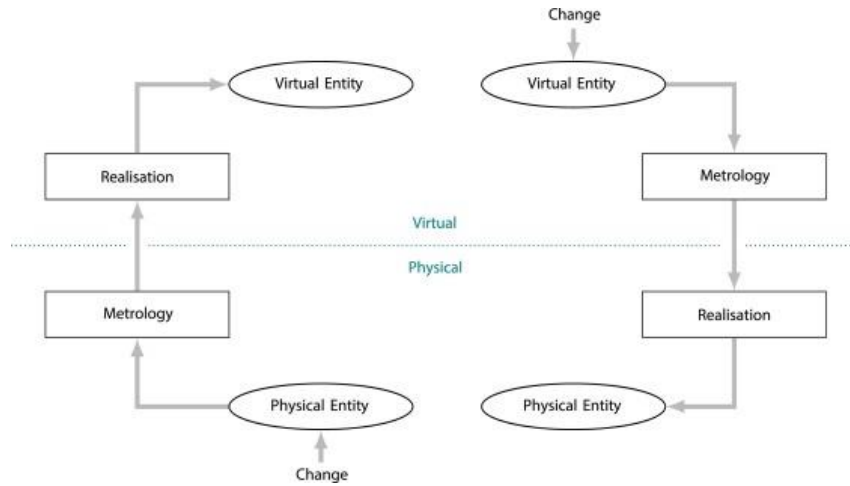 Change
Virtual Entity
Virtual Entity
Realisation
Metrology
Virtual
Physical
Metrology
Realisation
Physical Entity
Physical Entity
Change